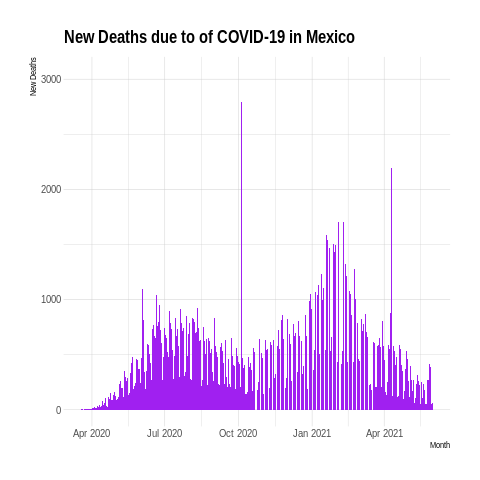 New Deaths due to of COVID-19 in Mexico
New Deaths
3000
2000
1000
0
Apr 2020 Jul 2020 Oct 2020 Jan 2021 Apr 2021
Month